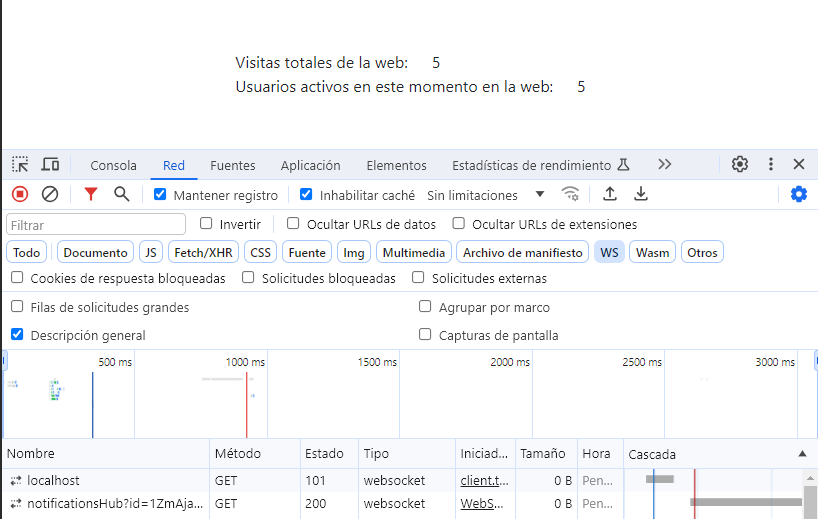 Visitas totales de la web: 5
Usuarios activos en este momento en la web: 5
Consola Red Fuentes Aplicación Elementos Estadísticas de rendimiento
Mantener registro Inhabilitar caché Sin limitaciones
Filtrar Invertir Ocultar URLs de datos Ocultar URLs de extensiones
Todo Documento JS Fetch/XHR CSS Fuente Img Multimedia Archivo de manifiesto WS Wasm Otros
Cookies de respuesta bloqueadas Solicitudes bloqueadas Solicitudes externas
Filas de solicitudes grandes Agrupar por marco
Descripción general Capturas de pantalla
500 ms 1000 ms 1500 ms 2000 ms 2500 ms 3000 ms
Nombre Método Estado Tipo Iniciad... Tamaño Hora Cascada
localhost GET 101 websocket client.t... 0 B Pen...
notificationsHub?id=1ZmAja... GET 200 websocket WebS... 0 B Pen...